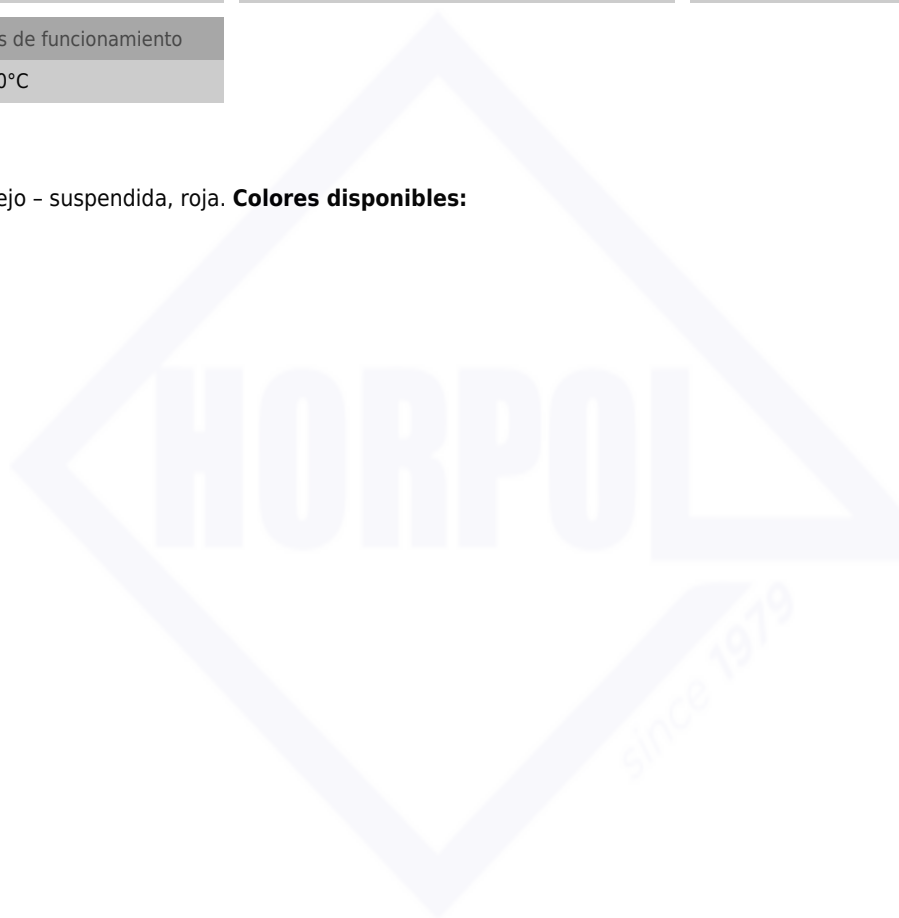 s de funcionamiento
0°C
ejo – suspendida, roja. Colores disponibles:
HORPOL
since 1979